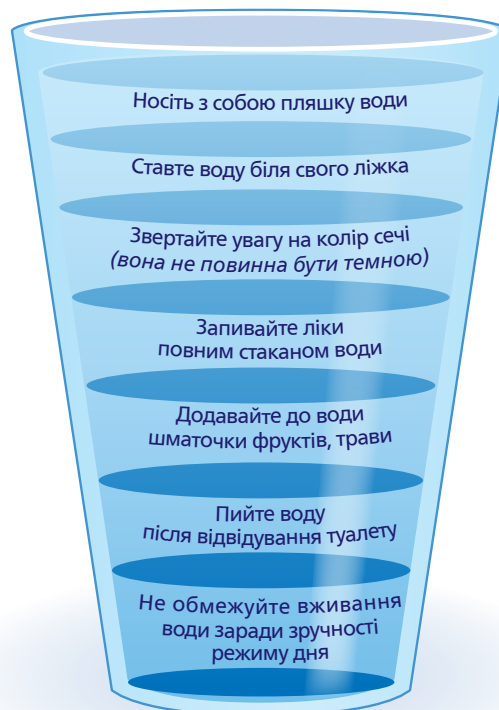 Носіть з собою пляшку води
Ставте воду біля свого ліжка
Звертайте увагу на колір сечі
(вона не повинна бути темною)
Запивайте ліки
повним стаканом води
Додавайте до води
шматочки фруктів, трави
Пийте воду
після відвідування туалету
Не обмежуйте вживання
води заради зручності
режиму дня